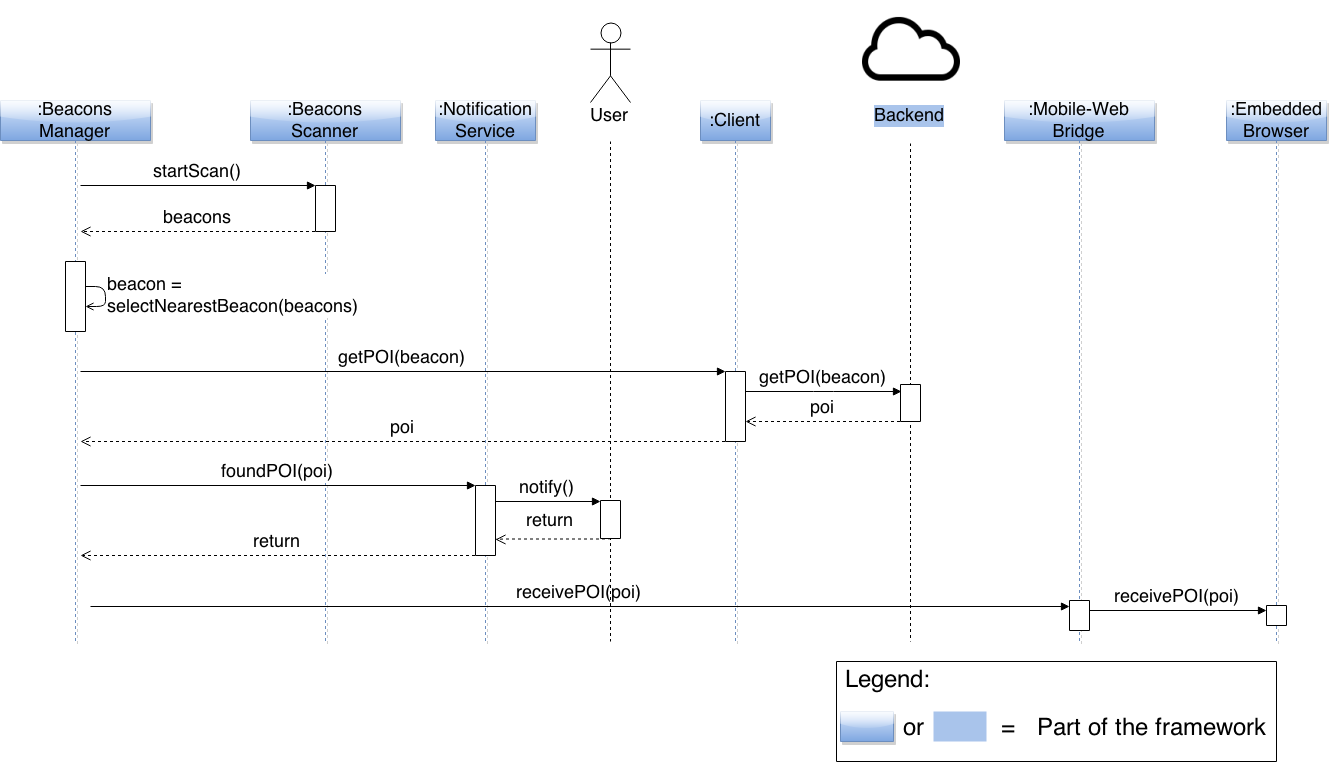 :Beacons
Manager
:Beacons
Scanner
:Notification
Service
User
:Client
Backend
:Mobile-Web
Bridge
:Embedded
Browser
startScan()
beacons
beacon =
selectNearestBeacon(beacons)
getPOI(beacon)
getPOI(beacon)
poi
poi
foundPOI(poi)
notify()
return
return
receivePOI(poi)
receivePOI(poi)
Legend:
or = Part of the framework